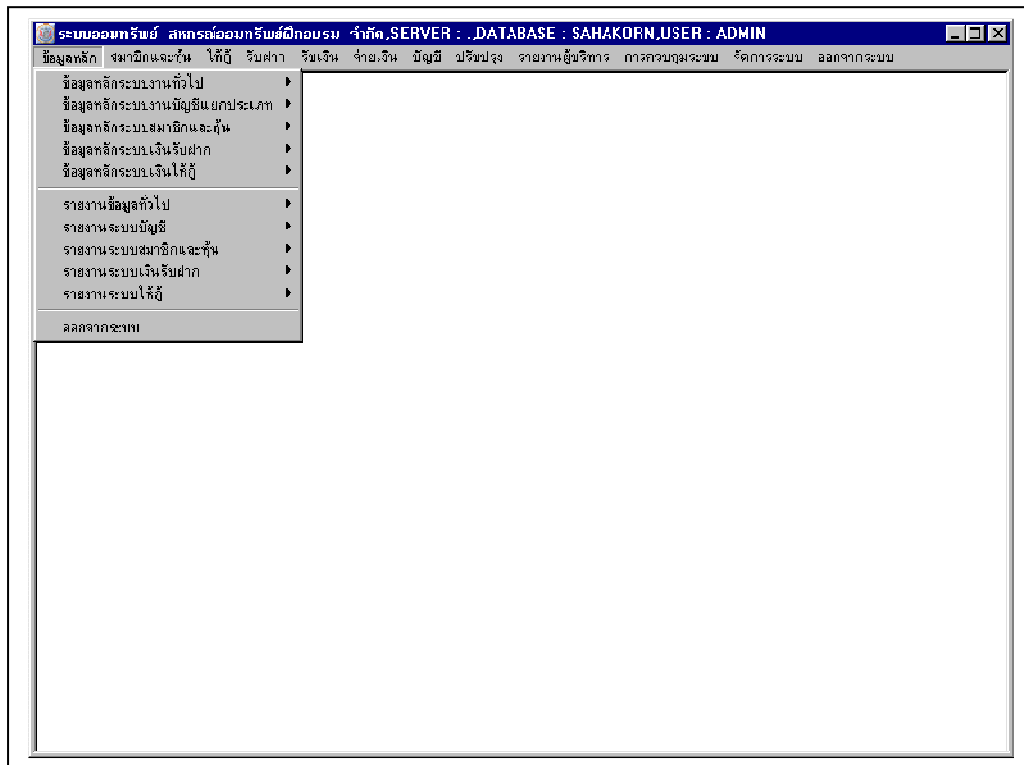 ระบบออมทรัพย์ สหกรณ์ออมทรัพย์ฝึกอบรม จำกัด,SERVER : .,DATABASE : SAHAKORN,USER : ADMIN
ข้อมูลหลัก สมาชิกและหุ้น ให้กู้ รับฝาก รับเงิน จ่ายเงิน บัญชี ปรับปรุง รายงานผู้บริหาร การควบคุมระบบ จัดการระบบ ออกจากระบบ
ข้อมูลหลักระบบงานทั่วไป
ข้อมูลหลักระบบงานบัญชีแยกประเภท
ข้อมูลหลักระบบสมาชิกและหุ้น
ข้อมูลหลักระบบเงินรับฝาก
ข้อมูลหลักระบบเงินให้กู้
รายงานข้อมูลทั่วไป
รายงานระบบบัญชี
รายงานระบบสมาชิกและหุ้น
รายงานระบบเงินรับฝาก
รายงานระบบให้กู้
ออกจากระบบ